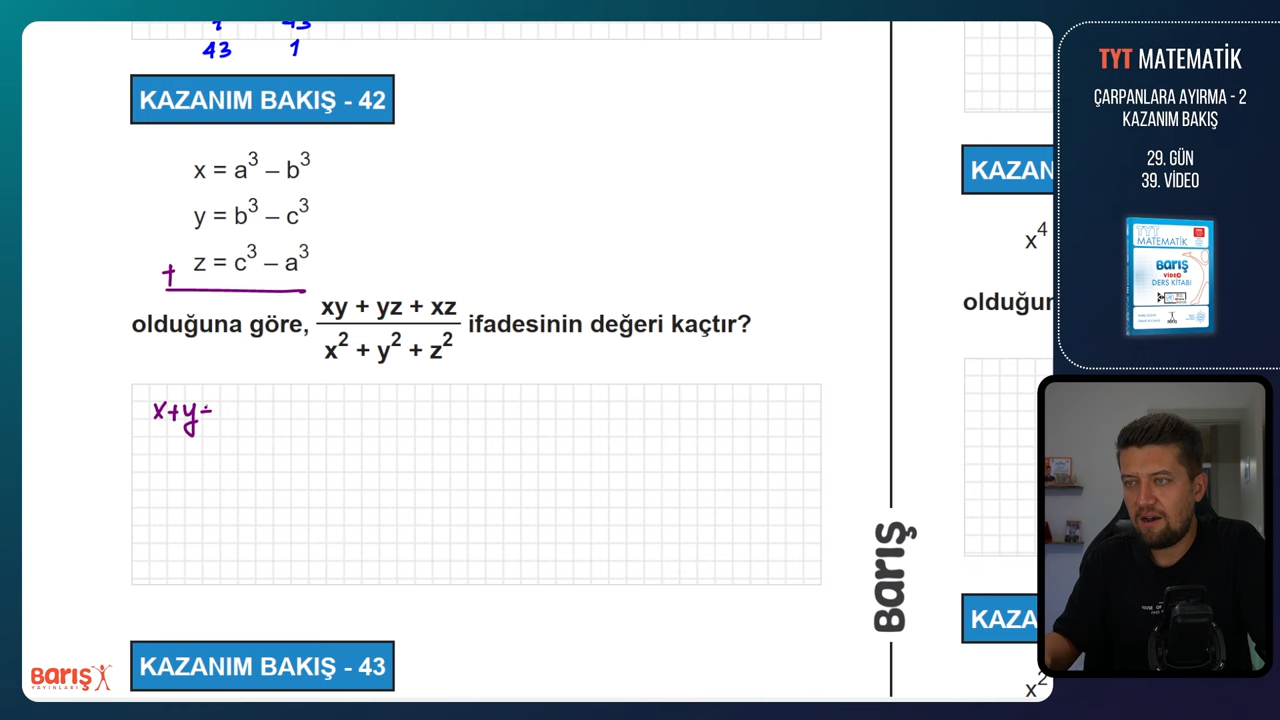 43
43 1
KAZANIM BAKIŞ - 42
x = a³ – b³
y = b³ – c³
+ z = c³ – a³
olduğuna göre, xy + yz + xz / x² + y² + z² ifadesinin değeri kaçtır?
x+y-
KAZANIM BAKIŞ - 43
BARIŞ
YAYINLARI
Barış
KAZAN
x⁴
olduğun
KAZA
x²
TYT MATEMATİK
ÇARPANLARA AYIRMA - 2
KAZANIM BAKIŞ
29. GÜN
39. VİDEO
TYT
MATEMATİK
Barış
VİDEO
DERS KİTABI